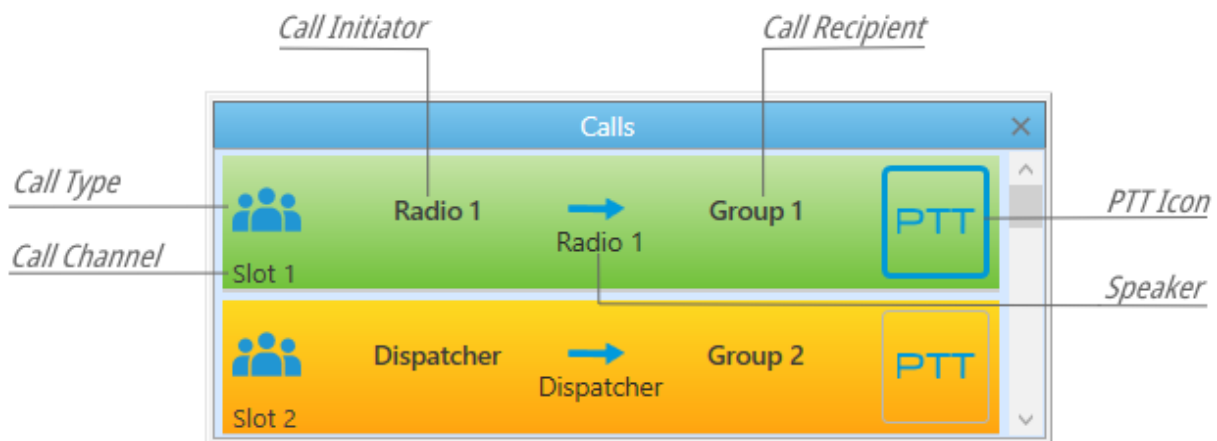 Call Initiator
Call Recipient
Calls
Call Type
Radio 1
Group 1
PTT
PTT Icon
Radio 1
Call Channel
Slot 1
Speaker
Dispatcher
Group 2
PTT
Dispatcher
Slot 2